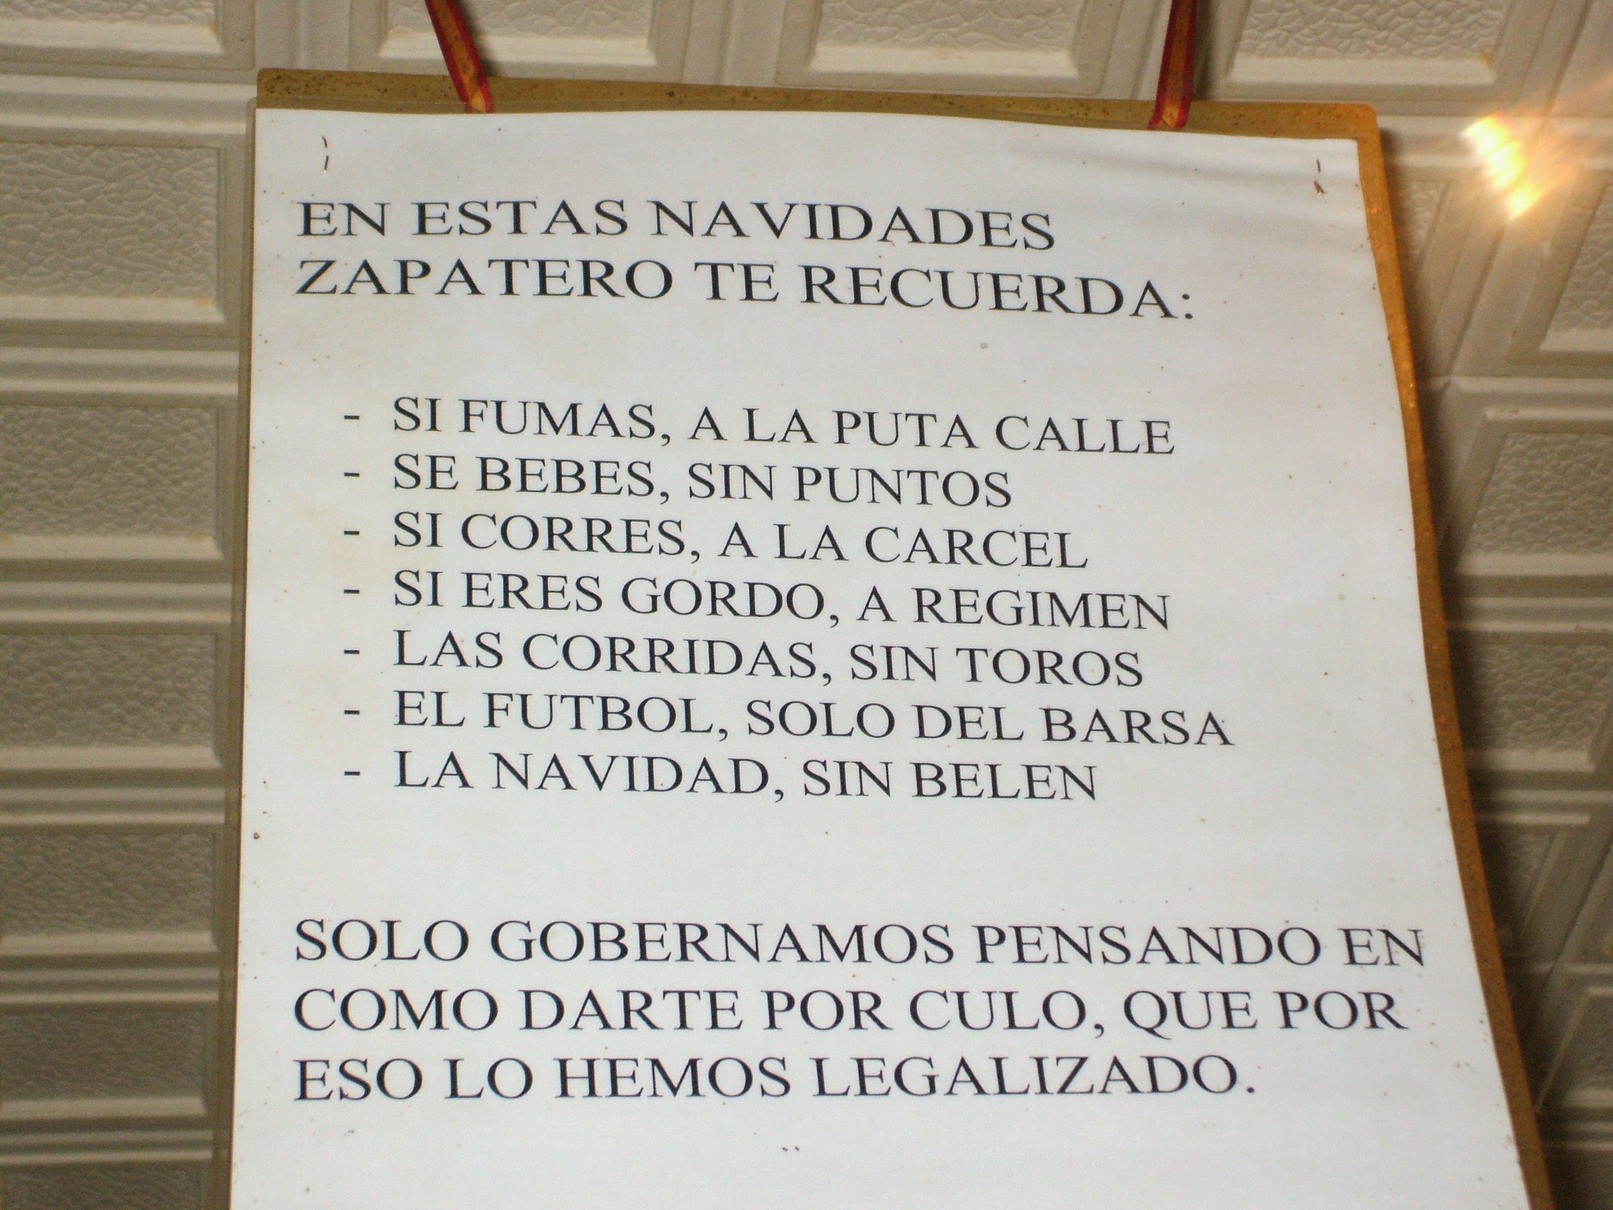 EN ESTAS NAVIDADES
ZAPATERO TE RECUERDA:
- SI FUMAS, A LA PUTA CALLE
- SE BEBES, SIN PUNTOS
- SI CORRES, A LA CARCEL
- SI ERES GORDO, A REGIMEN
- LAS CORRIDAS, SIN TOROS
- EL FUTBOL, SOLO DEL BARSA
- LA NAVIDAD, SIN BELEN
SOLO GOBERNAMOS PENSANDO EN
COMO DARTE POR CULO, QUE POR
ESO LO HEMOS LEGALIZADO.